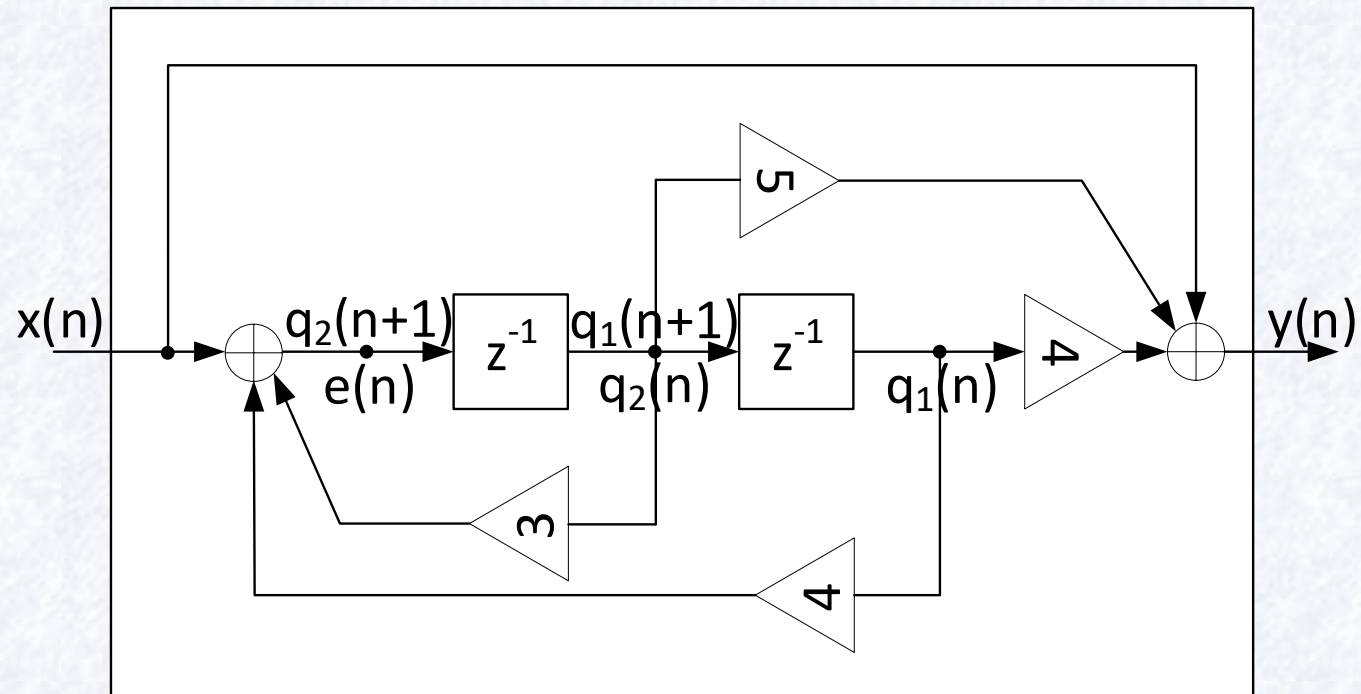 5
x(n)
q₂(n+1)
z⁻¹
q₁(n+1)
z⁻¹
4
y(n)
e(n)
q₂(n)
q₁(n)
3
4